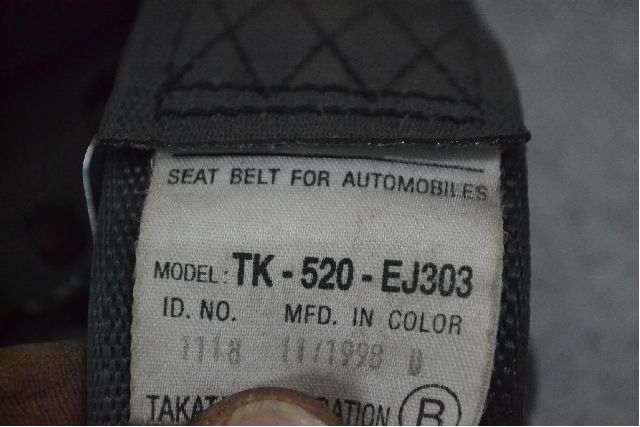 SEAT BELT FOR AUTOMOBILES
MODEL: TK - 520 - EJ303
ID. NO. MFD. IN COLOR
1118 11/1998 B
B